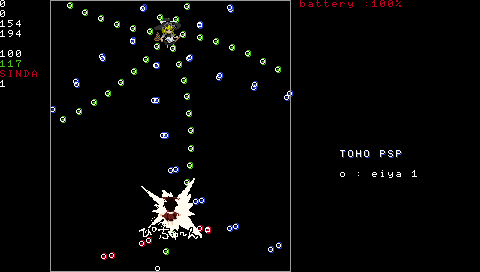 0
0
154
194
100
117
SINDA
1
battery :100%
TOHO PSP
o : eiya 1
ぴちゅーん